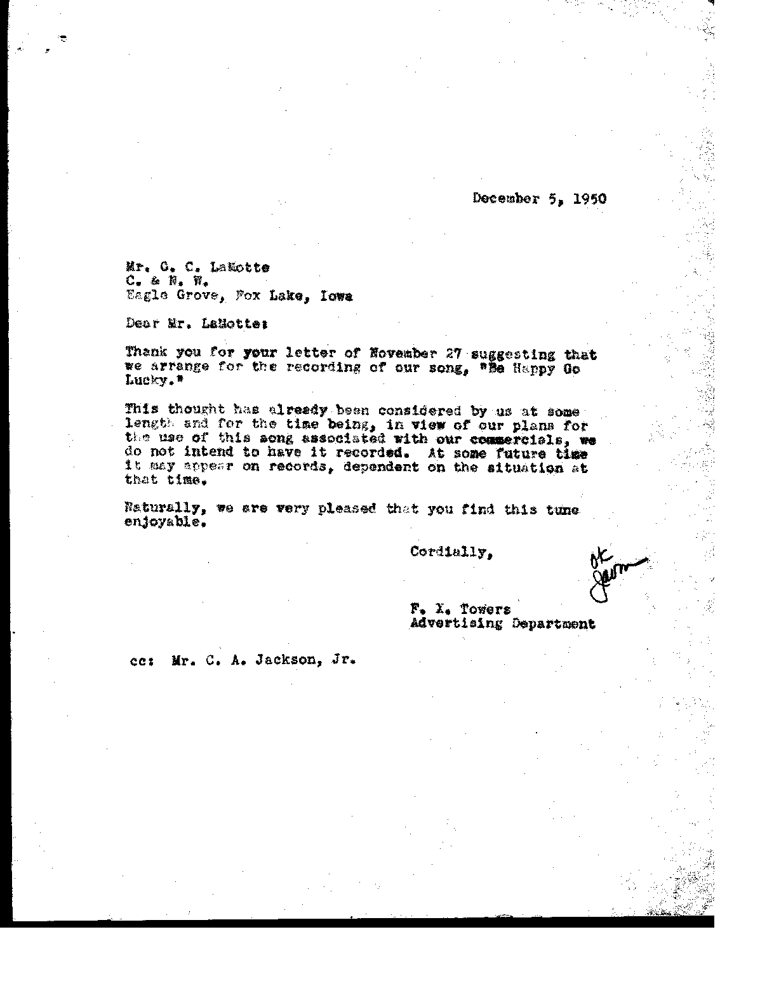 December 5, 1950
Mr. G. C. LaMotte
C. & N. W.
Eagle Grove, Fox Lake, Iowa
Dear Mr. LaMotte:
Thank you for your letter of November 27 suggesting that
we arrange for the recording of our song, "Be Happy Go
Lucky."
This thought has already been considered by us at some
length and for the time being, in view of our plans for
the use of this song associated with our commercials, we
do not intend to have it recorded. At some future time
it may appear on records, dependent on the situation at
that time.
Naturally, we are very pleased that you find this tune
enjoyable.
Cordially,
OK
F. X. Towers
Advertising Department
cc: Mr. C. A. Jackson, Jr.